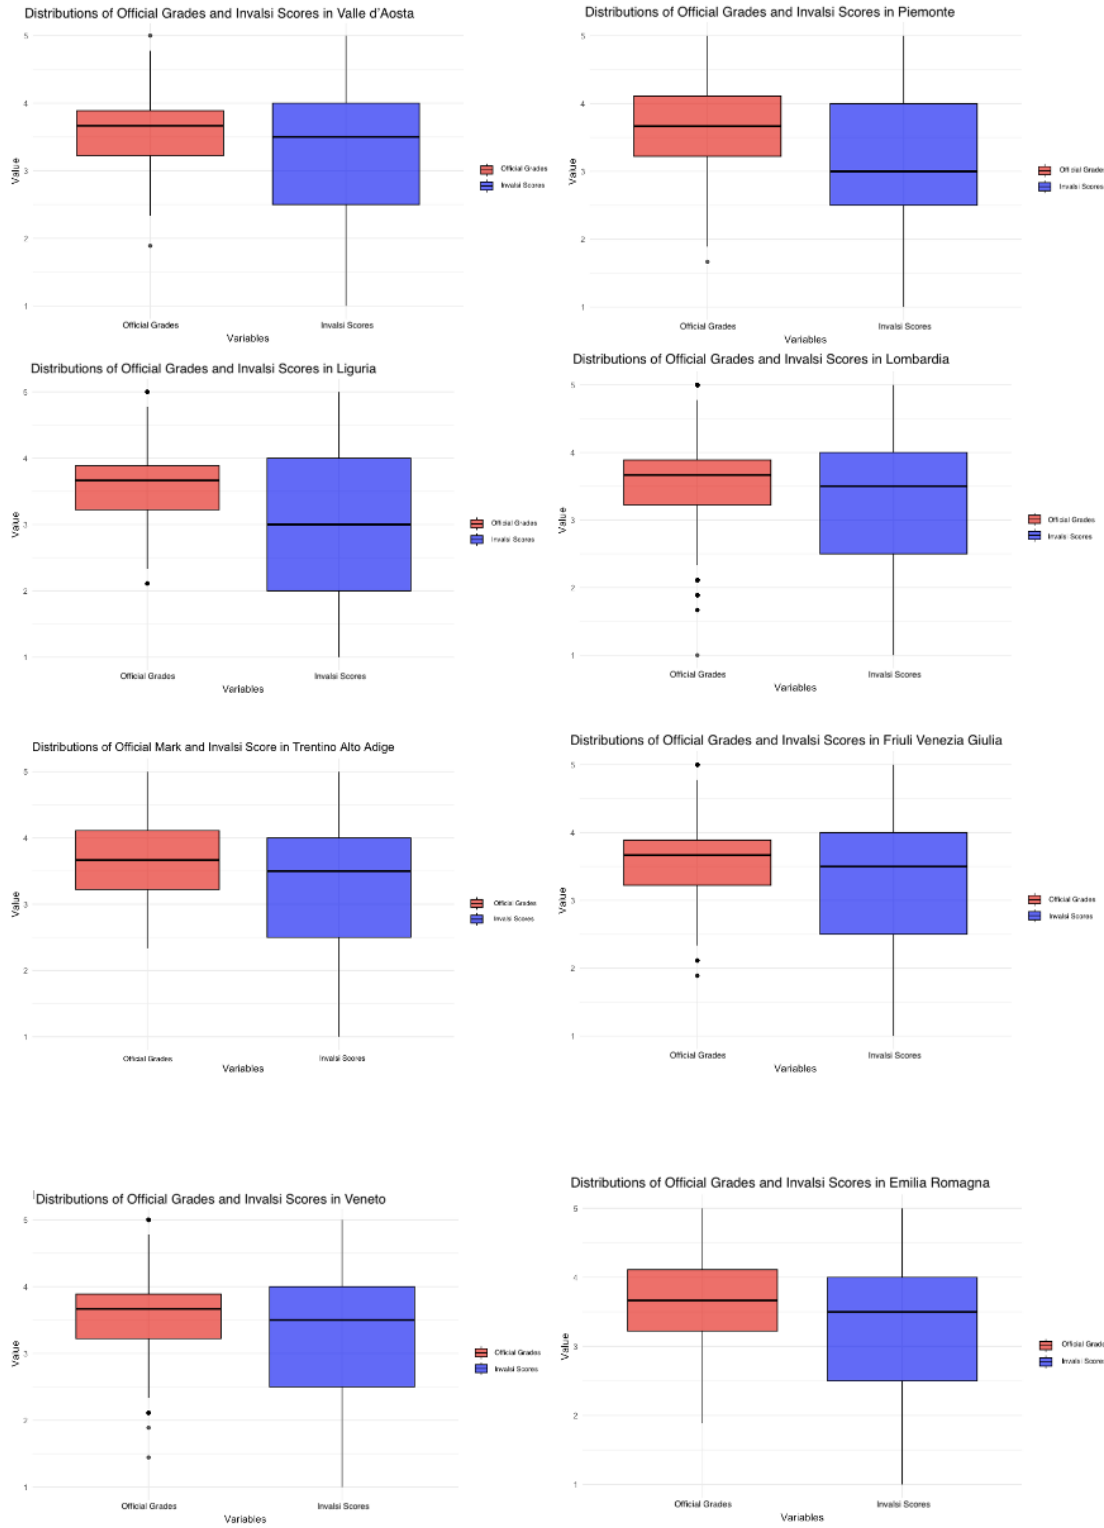 Distributions of Official Grades and Invalsi Scores in Valle d'Aosta
5
4
3
2
1
Value
Official Grades
Invalsi Scores
Variables
Official Grades
Invalsi Scores
Distributions of Official Grades and Invalsi Scores in Piemonte
5
4
3
2
1
Value
Official Grades
Invalsi Scores
Variables
Official Grades
Invalsi Scores
Distributions of Official Grades and Invalsi Scores in Liguria
5
4
3
2
1
Value
Official Grades
Invalsi Scores
Variables
Official Grades
Invalsi Scores
Distributions of Official Grades and Invalsi Scores in Lombardia
5
4
3
2
1
Value
Official Grades
Invalsi Scores
Variables
Official Grades
Invalsi Scores
Distributions of Official Mark and Invalsi Score in Trentino Alto Adige
5
4
3
2
1
Value
Official Grades
Invalsi Scores
Variables
Official Grades
Invalsi Scores
Distributions of Official Grades and Invalsi Scores in Friuli Venezia Giulia
5
4
3
2
1
Value
Official Grades
Invalsi Scores
Variables
Official Grades
Invalsi Scores
Distributions of Official Grades and Invalsi Scores in Veneto
5
4
3
2
1
Value
Official Grades
Invalsi Scores
Variables
Official Grades
Invalsi Scores
Distributions of Official Grades and Invalsi Scores in Emilia Romagna
5
4
3
2
1
Value
Official Grades
Invalsi Scores
Variables
Official Grade
Invalsi Scores